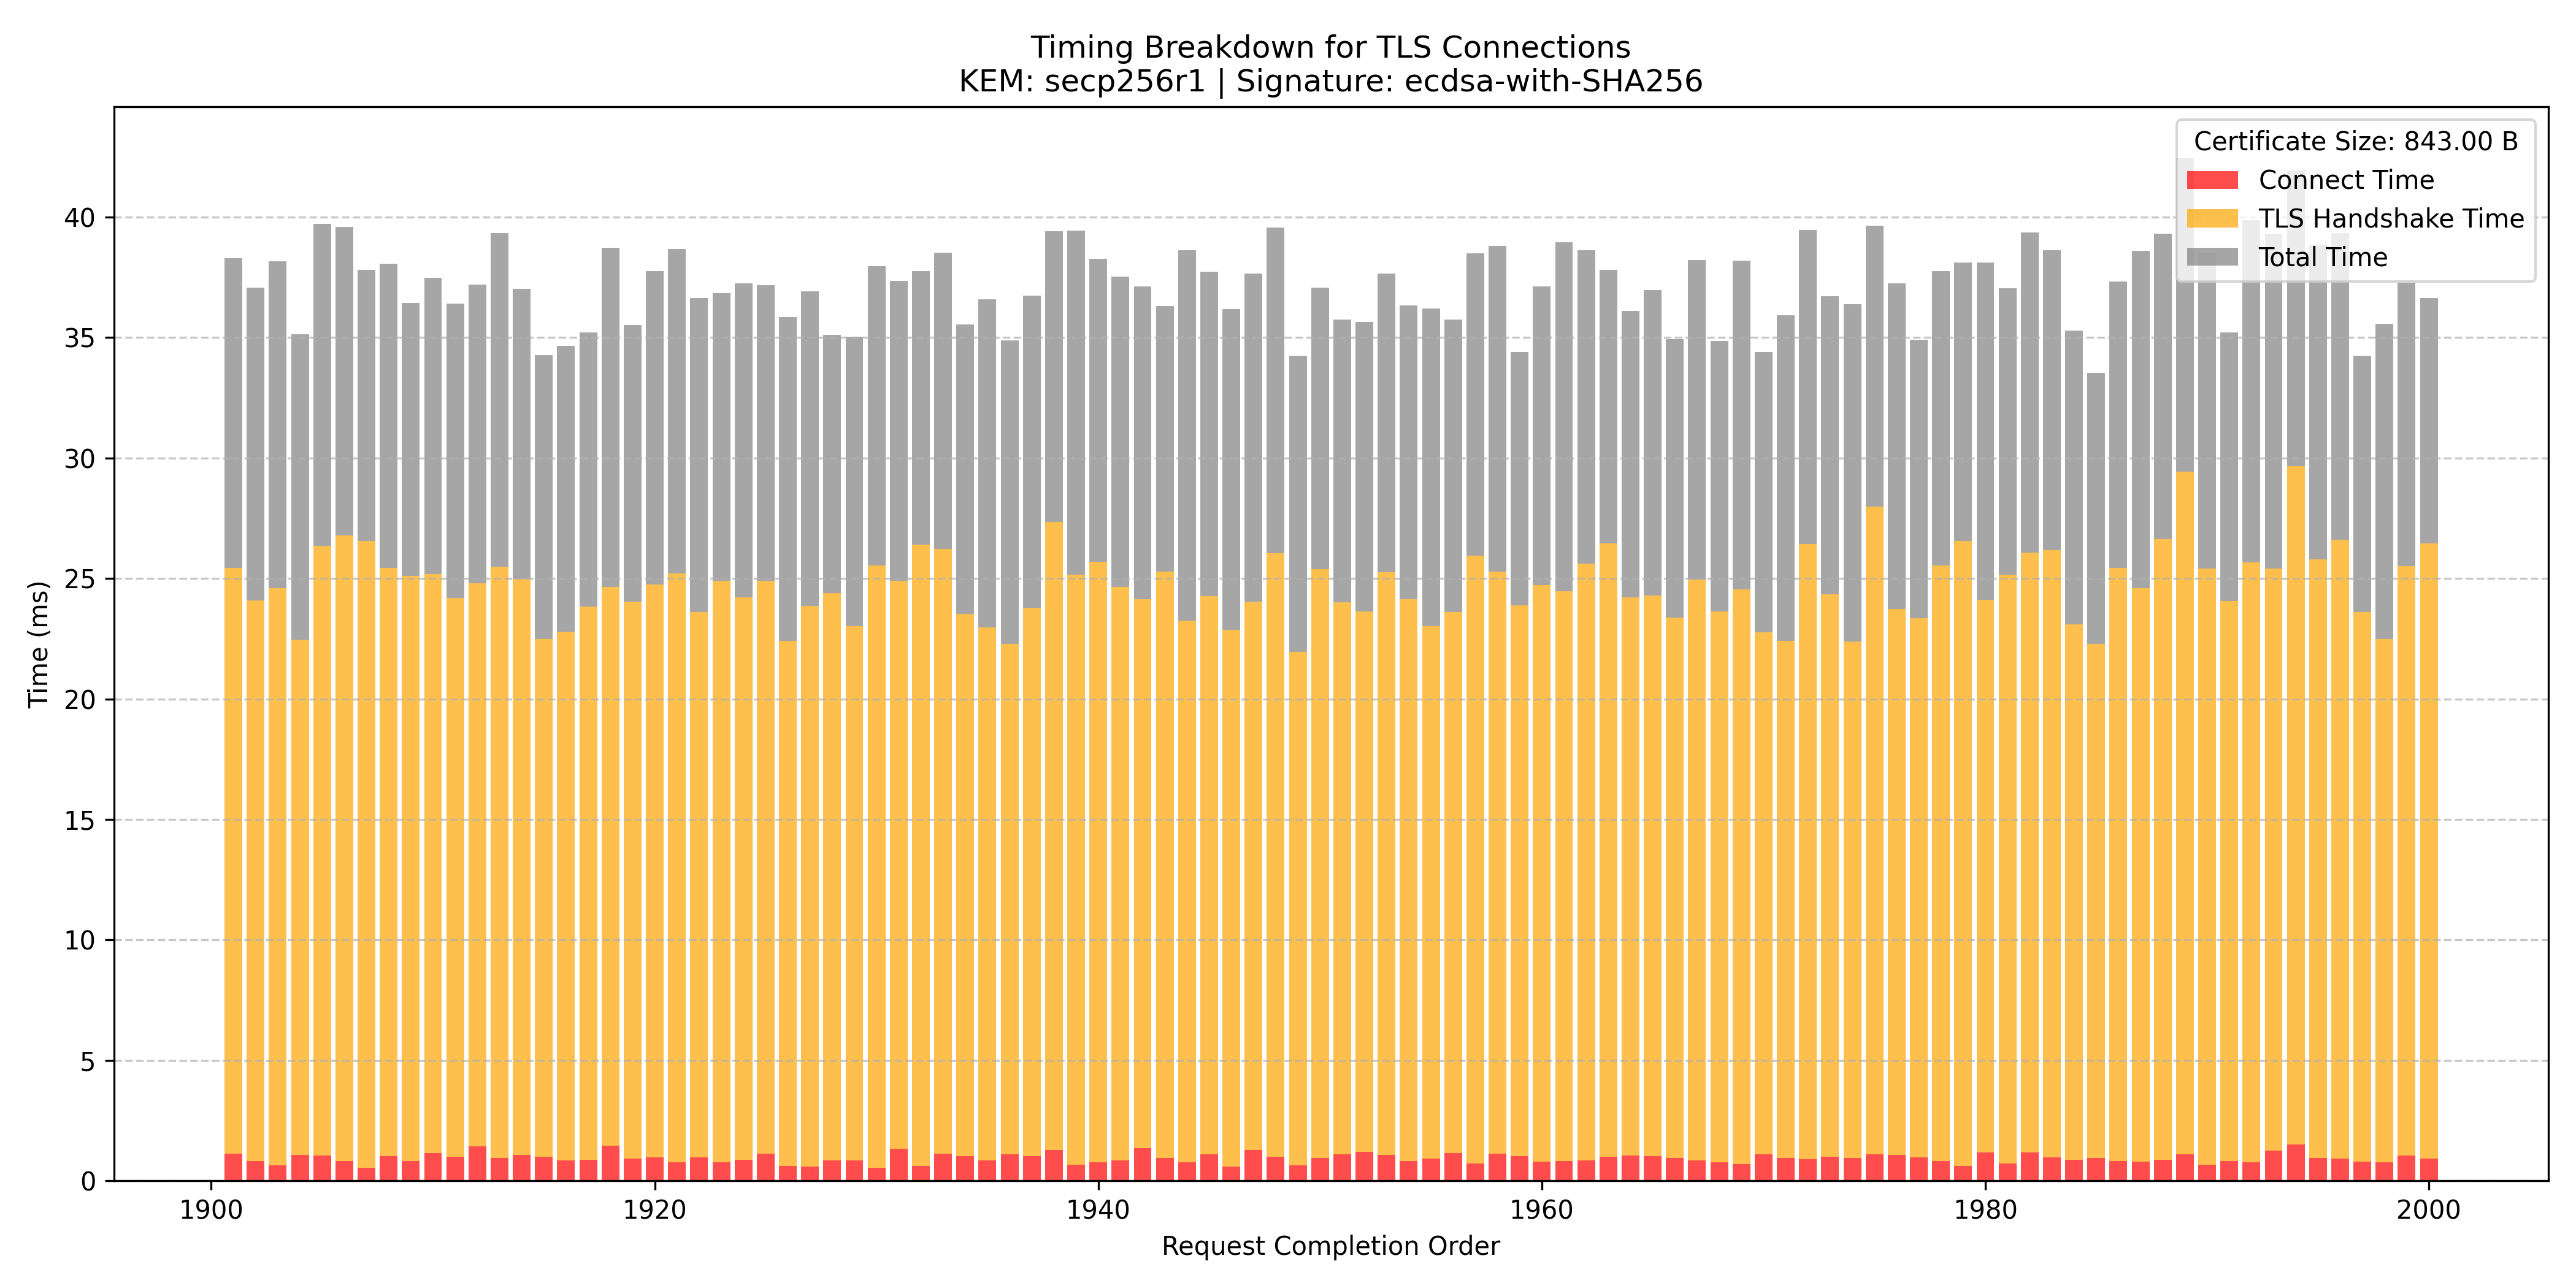 Timing Breakdown for TLS Connections
KEM: secp256r1 | Signature: ecdsa-with-SHA256
Certificate Size: 843.00 B
Connect Time
TLS Handshake Time
Total Time
Time (ms)
40
35
30
25
20
15
10
5
0
1900
1920
1940
1960
1980
2000
Request Completion Order